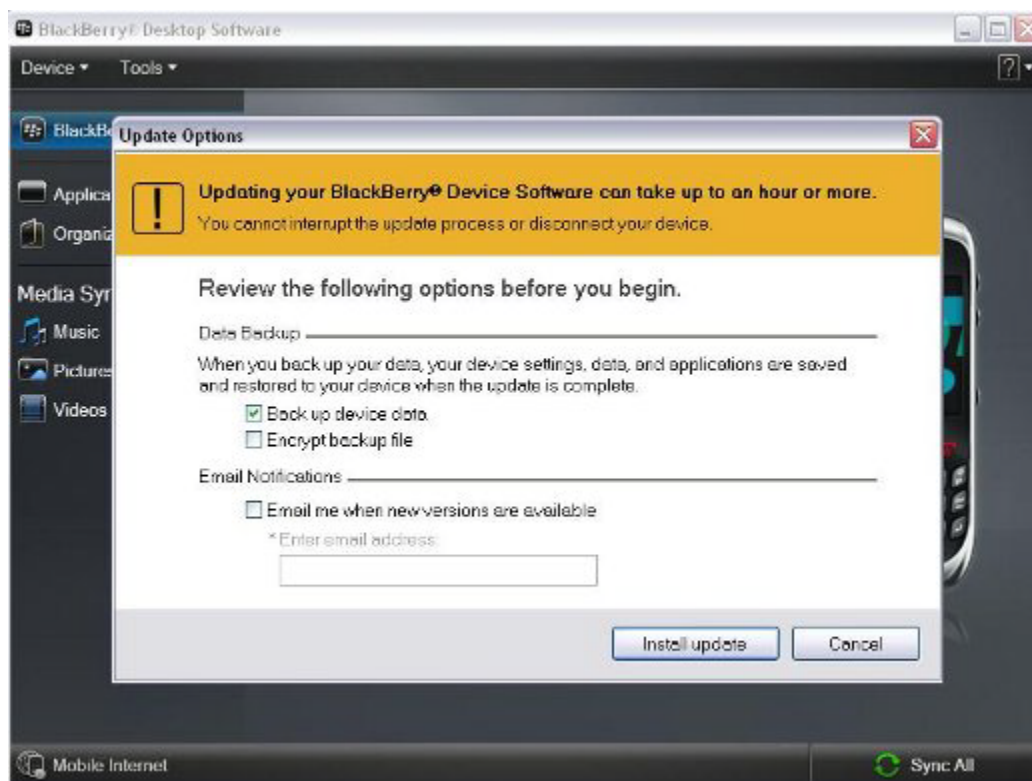 BlackBerry® Desktop Software
Device Tools
?
Update Options
Updating your BlackBerry® Device Software can take up to an hour or more.
You cannot interrupt the update process or disconnect your device.
Review the following options before you begin.
Data Backup
When you back up your data, your device settings, data, and applications are saved
and restored to your device when the update is complete.
Back up device data
Encrypt backup file
Email Notifications
Email me when new versions are available
*Enter email address:
Install update Cancel
Media
Music
Pictures
Videos
Mobile Internet
Sync All